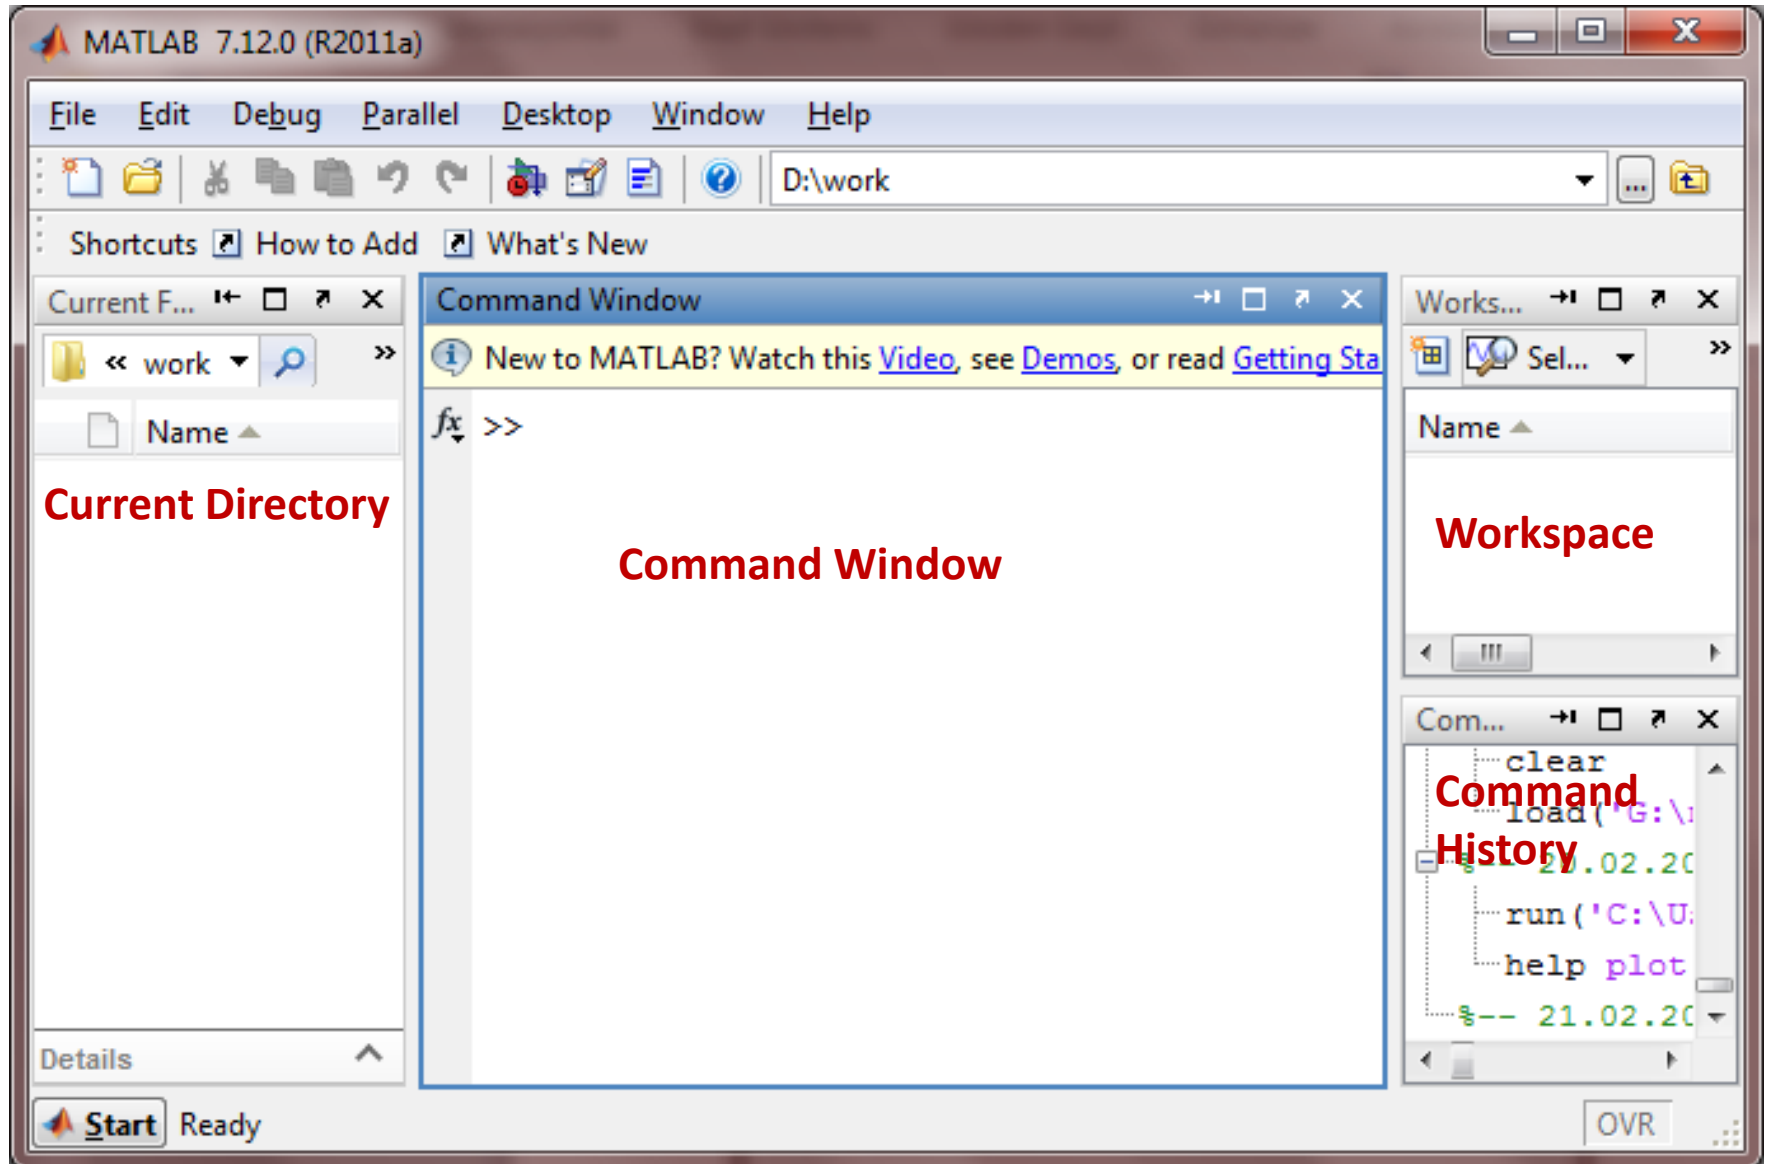 MATLAB 7.12.0 (R2011a)
File Edit Debug Parallel Desktop Window Help
D:\work
...
Shortcuts How to Add What's New
Current F...
« work
»
Name
Current Directory
Details
Command Window
New to MATLAB? Watch this Video, see Demos, or read Getting Sta
fx >>
Command Window
Works...
Sel...
»
Name
Workspace
Com...
clear
load('G:\
Command
History
%-- 20.02.20
run('C:\U
help plot
%-- 21.02.20
Start Ready
OVR